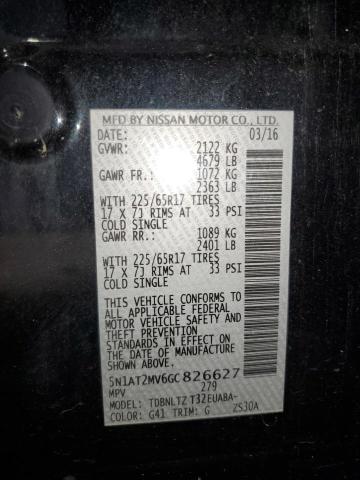 MFD BY NISSAN MOTOR CO., LTD.
DATE: 03/16
GVWR: 2122 KG
4679 LB
GAWR FR.: 1072 KG
2363 LB
WITH 225/65R17 TIRES
17 X 7J RIMS AT 33 PSI
COLD SINGLE
GAWR RR.: 1089 KG
2401 LB
WITH 225/65R17 TIRES
17 X 7J RIMS AT 33 PSI
COLD SINGLE
THIS VEHICLE CONFORMS TO
ALL APPLICABLE FEDERAL
MOTOR VEHICLE SAFETY AND
THEFT PREVENTION
STANDARDS IN EFFECT ON
THE DATE OF MANUFACTURE
SHOWN ABOVE.
5N1AT2MV6GC826627
MPV 279
MODEL: TDBNLTZ T32EUABA-
COLOR: G41 TRIM: G ZS30A